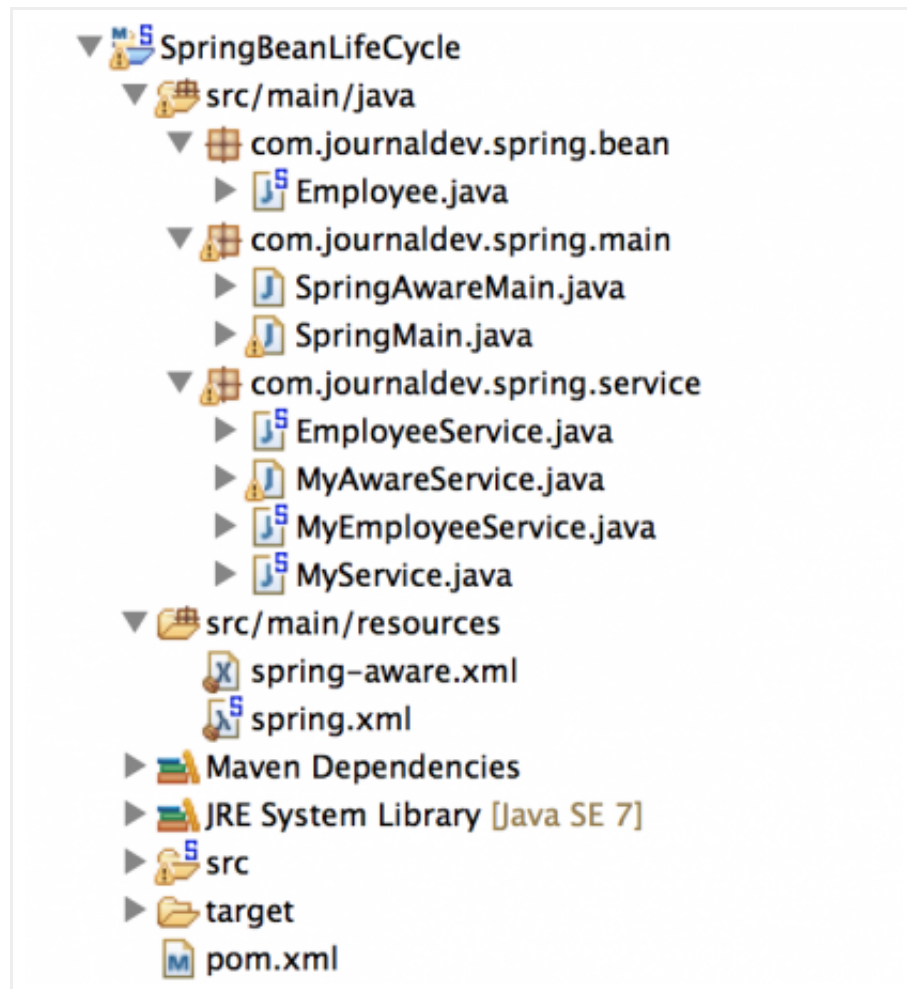 SpringBeanLifeCycle
src/main/java
com.journaldev.spring.bean
Employee.java
com.journaldev.spring.main
SpringAwareMain.java
SpringMain.java
com.journaldev.spring.service
EmployeeService.java
MyAwareService.java
MyEmployeeService.java
MyService.java
src/main/resources
spring-aware.xml
spring.xml
Maven Dependencies
JRE System Library [Java SE 7]
src
target
pom.xml